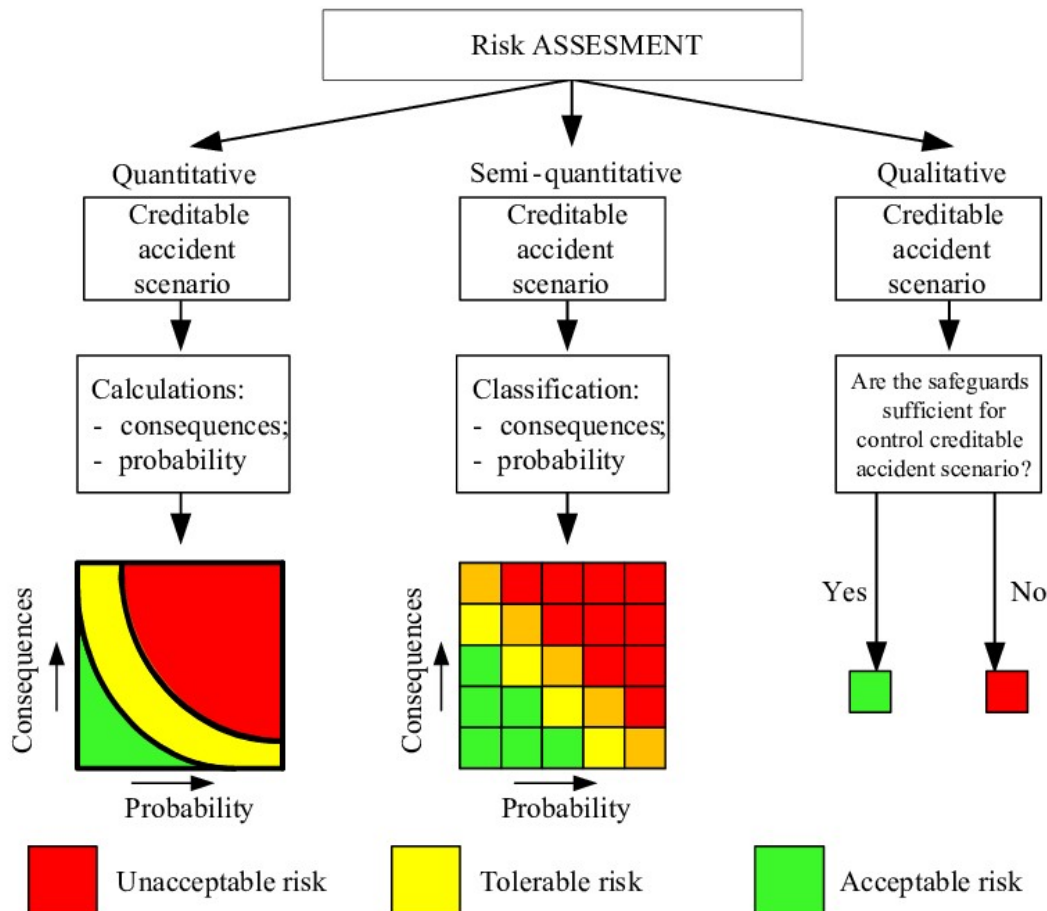 Risk ASSESMENT
Quantitative
Creditable
accident
scenario
Calculations:
- consequences;
- probability
Consequences
Probability
Semi-quantitative
Creditable
accident
scenario
Classification:
- consequences;
- probability
Consequences
Probability
Qualitative
Creditable
accident
scenario
Are the safeguards
sufficient for
control creditable
accident scenario?
Yes
No
Unacceptable risk
Tolerable risk
Acceptable risk